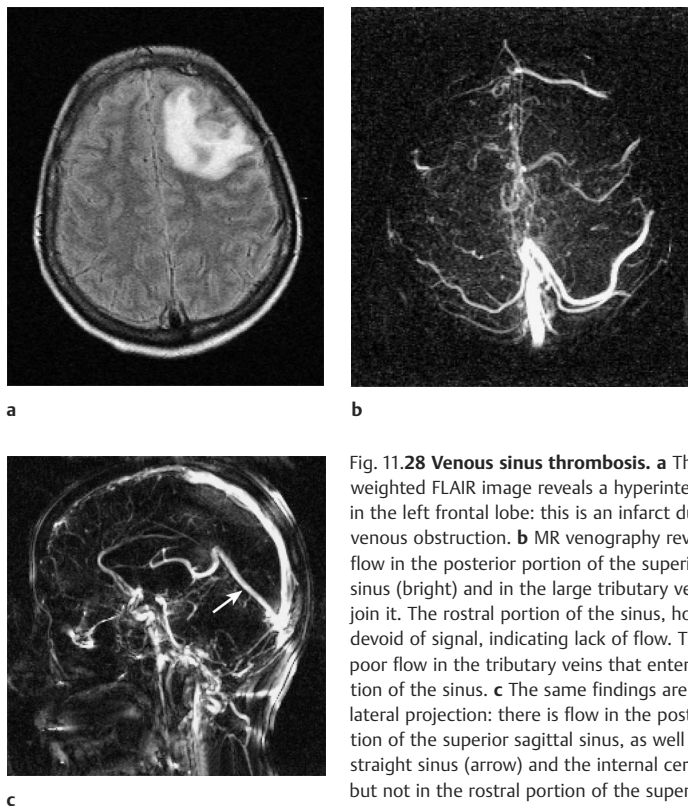 a
b
c
Fig. 11.28 Venous sinus thrombosis. a Th
weighted FLAIR image reveals a hyperinte
in the left frontal lobe: this is an infarct du
venous obstruction. b MR venography rev
flow in the posterior portion of the superi
sinus (bright) and in the large tributary ve
join it. The rostral portion of the sinus, ho
devoid of signal, indicating lack of flow. T
poor flow in the tributary veins that enter
tion of the sinus. c The same findings are
lateral projection: there is flow in the post
tion of the superior sagittal sinus, as well
straight sinus (arrow) and the internal cer
but not in the rostral portion of the super